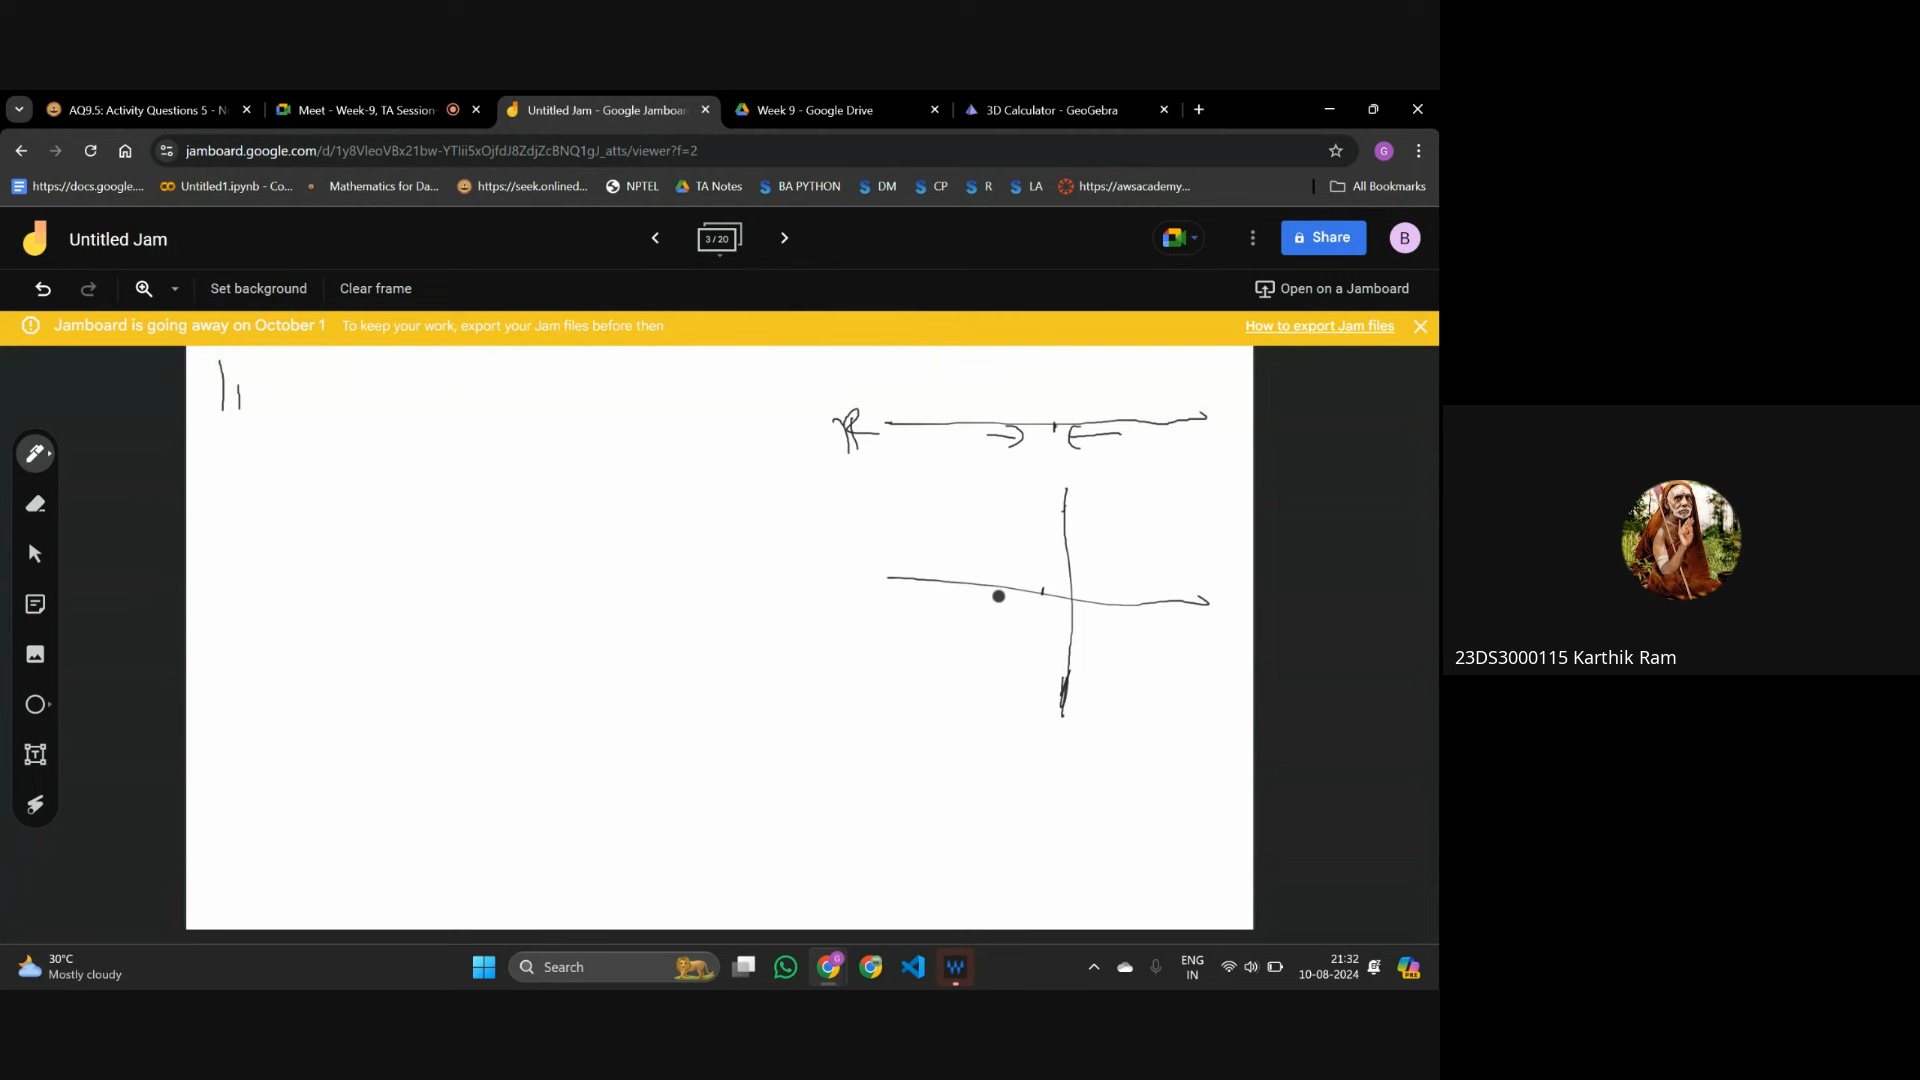 AQ9.5: Activity Questions 5 - N
Meet - Week-9, TA Session
Untitled Jam - Google Jamboar
Week 9 - Google Drive
3D Calculator - GeoGebra
jamboard.google.com/d/1y8VleoVBx21bw-YTlii5xOjfdJ8ZdjZcBNQ1gJ_atts/viewer?f=2
G
https://docs.google....
Untitled1.ipynb - Co...
Mathematics for Da...
https://seek.onlined...
NPTEL
TA Notes
BA PYTHON
DM
CP
R
LA
https://awsacademy...
All Bookmarks
Untitled Jam
3 / 20
Share
B
Set background
Clear frame
Open on a Jamboard
Jamboard is going away on October 1
To keep your work, export your Jam files before then
How to export Jam files
23DS3000115 Karthik Ram
30°C
Mostly cloudy
Search
ENG
IN
21:32
10-08-2024